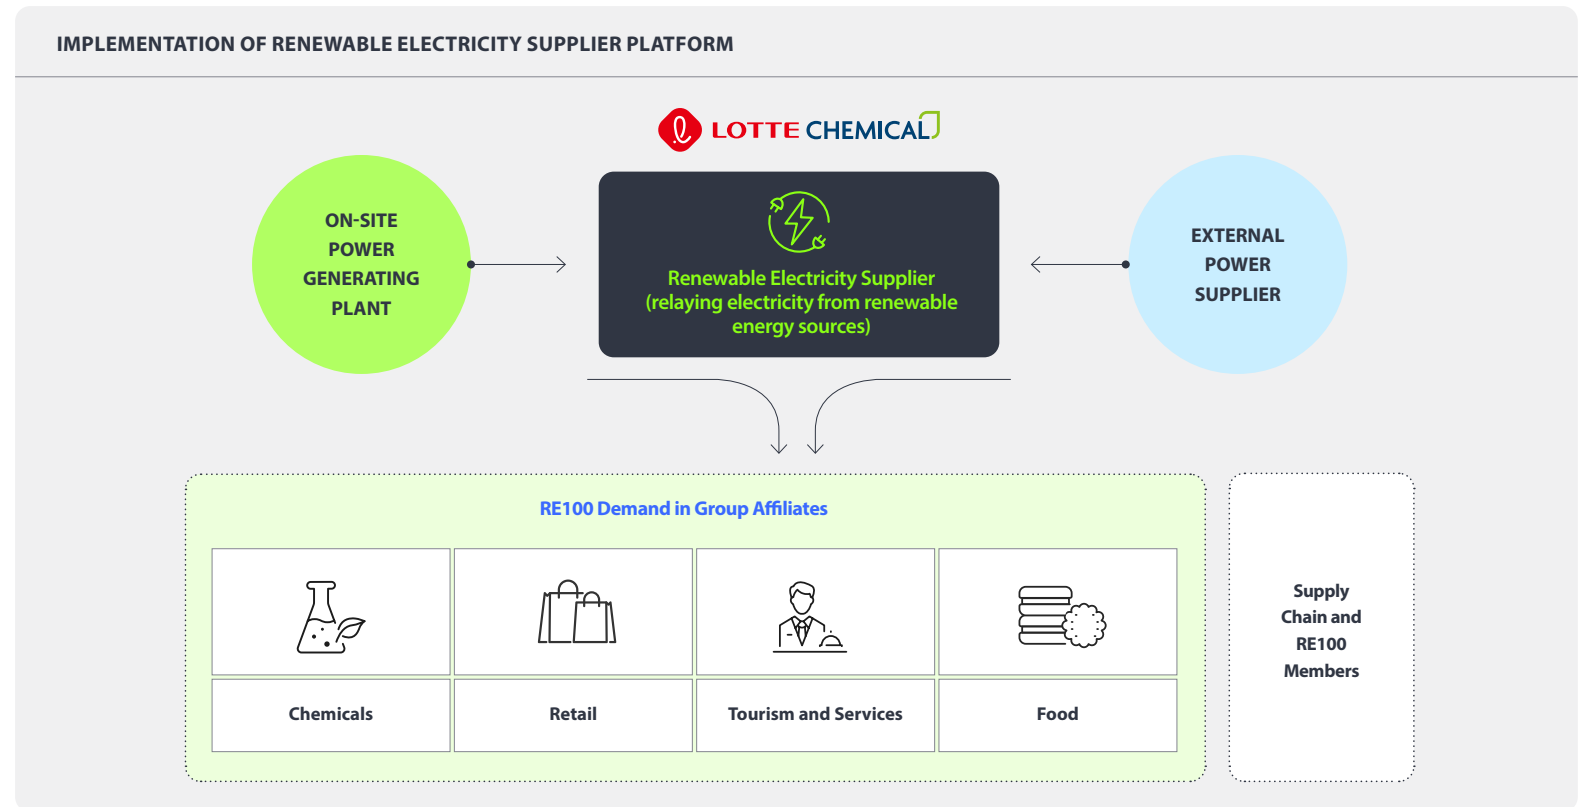 IMPLEMENTATION OF RENEWABLE ELECTRICITY SUPPLIER PLATFORM
LOTTE CHEMICAL
ON-SITE
POWER
GENERATING
PLANT
Renewable Electricity Supplier
(relaying electricity from renewable
energy sources)
EXTERNAL
POWER
SUPPLIER
RE100 Demand in Group Affiliates
Chemicals
Retail
Tourism and Services
Food
Supply
Chain and
RE100
Members